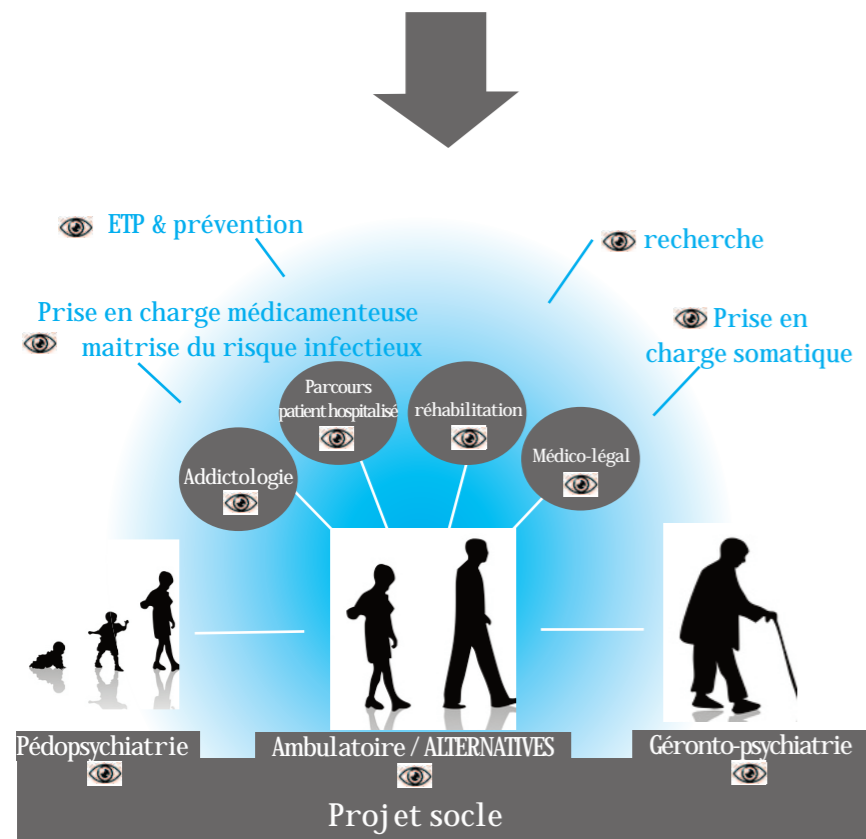 ETP & prévention
recherche
Prise en charge médicamenteuse
maitrise du risque infectieux
Prise en
charge somatique
Parcours
patient hospitalisé
réhabilitation
Addictologie
Médico-légal
Pédopsychiatrie
Ambulatoire / ALTERNATIVES
Géronto-psychiatrie
Projet socle